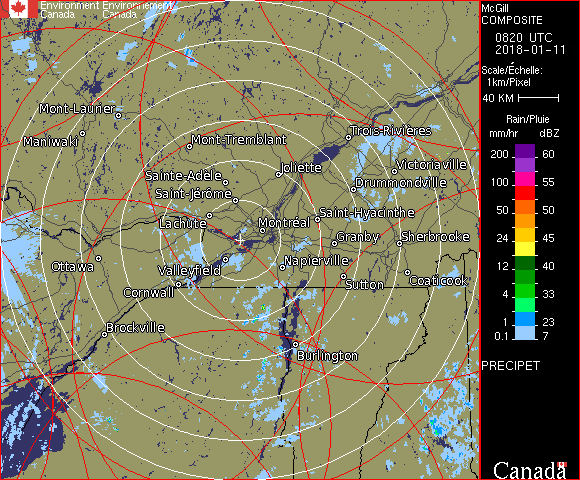 Environment Environnement
Canada Canada
McGill
COMPOSITE
0820 UTC
2018-01-11
Scale/Échelle:
1km/Pixel
40 KM
Rain/Pluie
mm/hr dBZ
200 60
100 55
50 50
24 45
12 40
4 33
1 23
0.1 7
PRECIPET
Canada
Mont-Laurier
Maniwaki
Mont-Tremblant
Trois-Rivières
Sainte-Adèle
Joliette
Victoriaville
Saint-Jérôme
Drummondville
Lachute
Montréal
Saint-Hyacinthe
Granby
Sherbrooke
Ottawa
Valleyfield
Napierville
Cornwall
Sutton
Coaticook
Brockville
Burlington